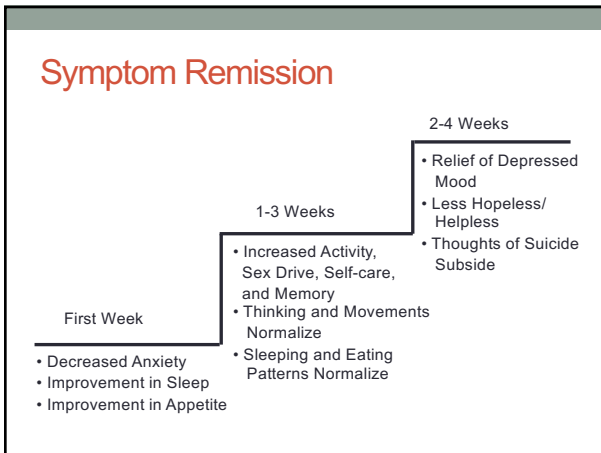 Symptom Remission
First Week
• Decreased Anxiety
• Improvement in Sleep
• Improvement in Appetite
1-3 Weeks
• Increased Activity,
Sex Drive, Self-care,
and Memory
• Thinking and Movements
Normalize
• Sleeping and Eating
Patterns Normalize
2-4 Weeks
• Relief of Depressed
Mood
• Less Hopeless/
Helpless
• Thoughts of Suicide
Subside